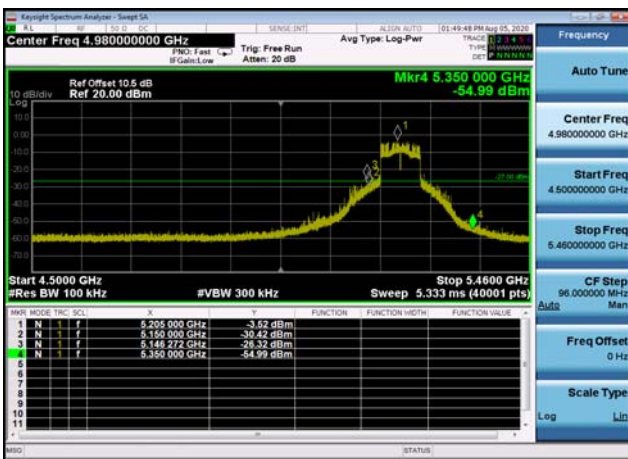 Keysight Spectrum Analyzer - Swept SA
RL RF 50 Ω DC SENSE:INT ALIGN AUTO 01:49:48 PM Aug 05, 2020
Center Freq 4.980000000 GHz
Avg Type: Log-Pwr
TRACE 1 2 3 4 5 6
TYPE M WWWWW
DET P N N N N N
PNO: Fast
IFGain:Low
Trig: Free Run
Atten: 20 dB
Frequency
Ref Offset 10.5 dB
10 dB/div Ref 20.00 dBm
Log
Mkr4 5.350 000 GHz
-54.99 dBm
Auto Tune
10.0
0.00
-10.0
-20.0
-30.0
-40.0
-50.0
-60.0
-70.0
1
3
2
4
-27.00 dBm
Center Freq
4.980000000 GHz
Start Freq
4.500000000 GHz
Stop Freq
5.460000000 GHz
Start 4.5000 GHz Stop 5.4600 GHz
#Res BW 100 kHz #VBW 300 kHz Sweep 5.333 ms (40001 pts)
CF Step
96.000000 MHz
Auto Man
MKR MODE TRC SCL X Y FUNCTION FUNCTION WIDTH FUNCTION VALUE
1 N 1 f 5.205 000 GHz -3.52 dBm
2 N 1 f 5.150 000 GHz -30.42 dBm
3 N 1 f 5.146 272 GHz -26.32 dBm
4 N 1 f 5.350 000 GHz -54.99 dBm
5
6
7
8
9
10
11
Freq Offset
0 Hz
Scale Type
Log Lin
MSG STATUS